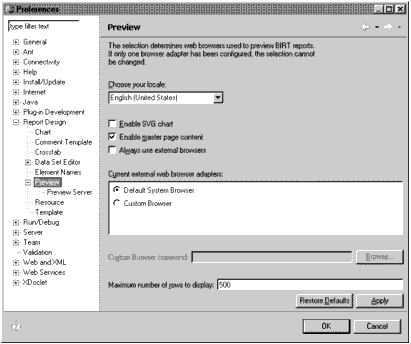 Preferences
type filter text
General
Ant
Connectivity
Help
Install/Update
Internet
Java
Plug-in Development
Report Design
Chart
Comment Template
Crosstab
Data Set Editor
Element Names
Preview
Preview Server
Resource
Template
Run/Debug
Server
Team
Validation
Web and XML
Web Services
XDoclet
Preview
The selection determines web browsers used to preview BIRT reports.
If only one browser adapter has been configured, the selection cannot
be changed.
Choose your locale:
English (United States)
Enable SVG chart
Enable master page content
Always use external browsers
Current external web browser adapters:
Default System Browser
Custom Browser
Custom Browser command:
Browse...
Maximum number of rows to display: 500
Restore Defaults Apply
OK Cancel